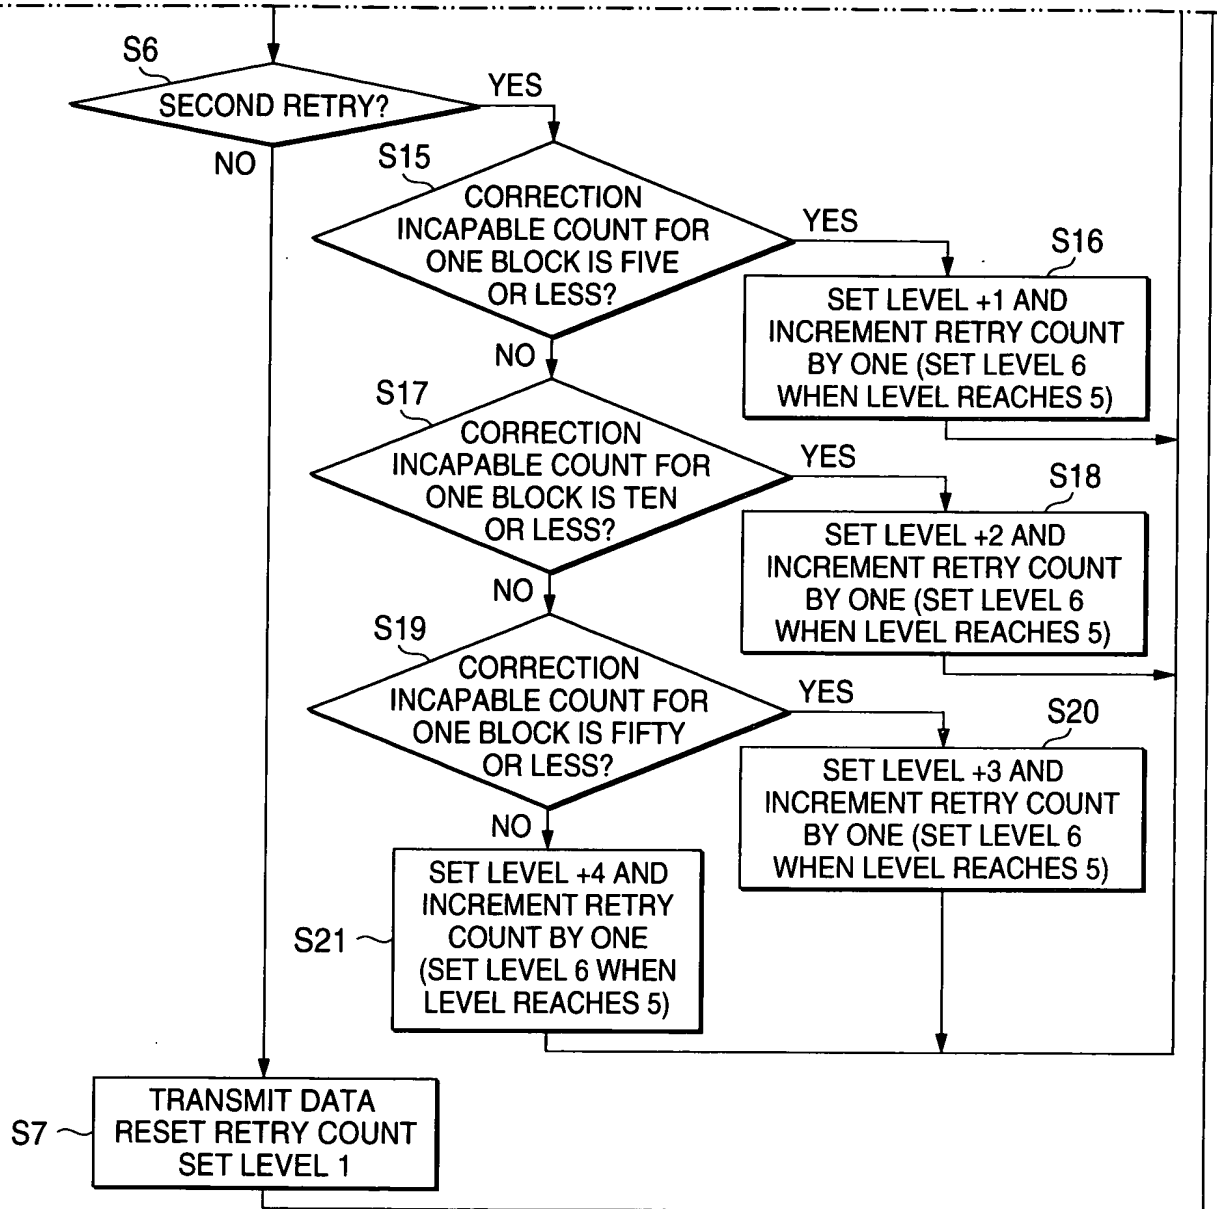 S6
SECOND RETRY?
YES
NO
S15
CORRECTION
INCAPABLE COUNT FOR
ONE BLOCK IS FIVE
OR LESS?
YES
NO
S16
SET LEVEL +1 AND
INCREMENT RETRY COUNT
BY ONE (SET LEVEL 6
WHEN LEVEL REACHES 5)
S17
CORRECTION
INCAPABLE COUNT FOR
ONE BLOCK IS TEN
OR LESS?
YES
NO
S18
SET LEVEL +2 AND
INCREMENT RETRY COUNT
BY ONE (SET LEVEL 6
WHEN LEVEL REACHES 5)
S19
CORRECTION
INCAPABLE COUNT FOR
ONE BLOCK IS FIFTY
OR LESS?
YES
NO
S20
SET LEVEL +3 AND
INCREMENT RETRY COUNT
BY ONE (SET LEVEL 6
WHEN LEVEL REACHES 5)
S21
SET LEVEL +4 AND
INCREMENT RETRY
COUNT BY ONE
(SET LEVEL 6 WHEN
LEVEL REACHES 5)
S7
TRANSMIT DATA
RESET RETRY COUNT
SET LEVEL 1